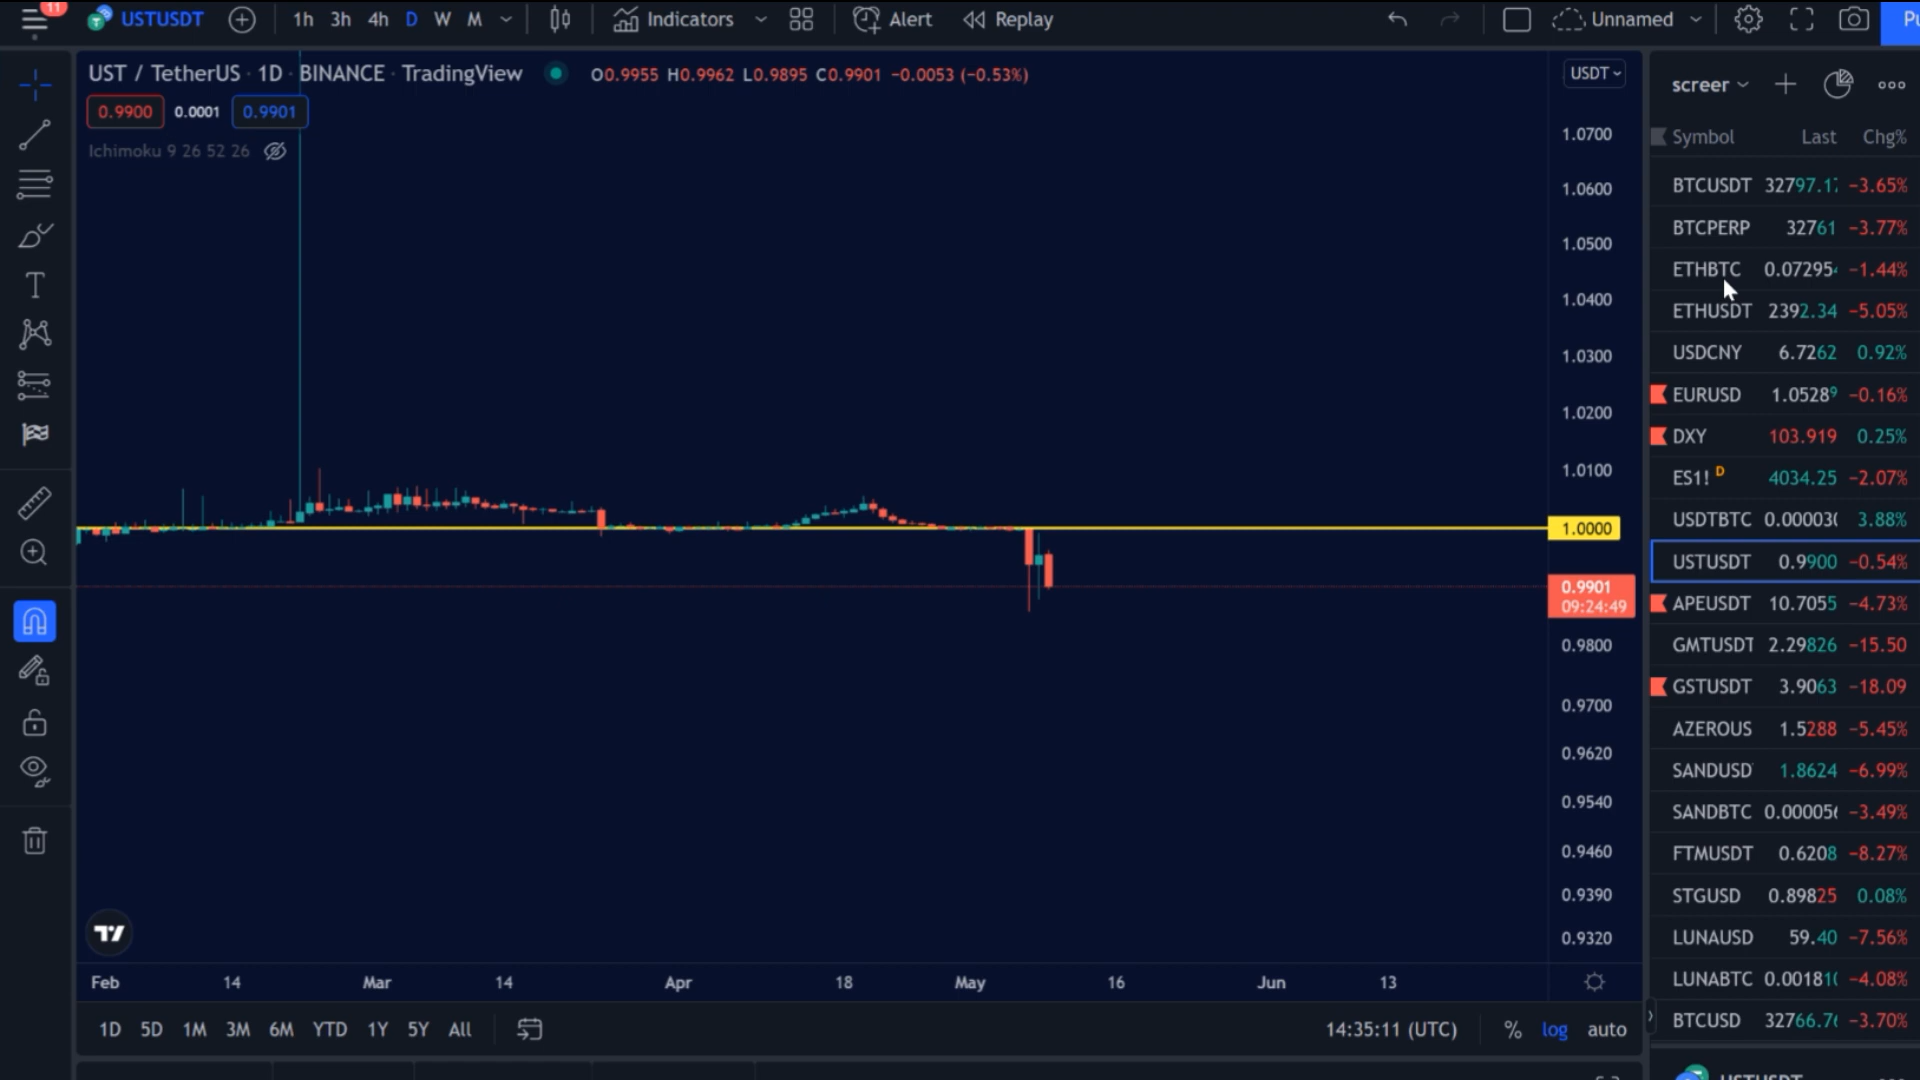 11
USTUSDT 1h 3h 4h D W M Indicators Alert Replay Unnamed
UST / TetherUS · 1D · BINANCE · TradingView O0.9955 H0.9962 L0.9895 C0.9901 −0.0053 (−0.53%)
0.9900 0.0001 0.9901
Ichimoku 9 26 52 26
USDT
1.0700
1.0600
1.0500
1.0400
1.0300
1.0200
1.0100
1.0000
0.9901
09:24:49
0.9800
0.9700
0.9620
0.9540
0.9460
0.9390
0.9320
Feb 14 Mar 14 Apr 18 May 16 Jun 13
1D 5D 1M 3M 6M YTD 1Y 5Y All 14:35:11 (UTC) % log auto
screer
Symbol Last Chg%
BTCUSDT 32797.17 −3.65%
BTCPERP 32761 −3.77%
ETHBTC 0.07295 −1.44%
ETHUSDT 2392.34 −5.05%
USDCNY 6.7262 0.92%
EURUSD 1.05289 −0.16%
DXY 103.919 0.25%
ES1! D 4034.25 −2.07%
USDTBTC 0.000030 3.88%
USTUSDT 0.9900 −0.54%
APEUSDT 10.7055 −4.73%
GMTUSDT 2.29826 −15.50
GSTUSDT 3.9063 −18.09
AZEROUS 1.5288 −5.45%
SANDUSD 1.8624 −6.99%
SANDBTC 0.000056 −3.49%
FTMUSDT 0.6208 −8.27%
STGUSD 0.89825 0.08%
LUNAUSD 59.40 −7.56%
LUNABTC 0.001810 −4.08%
BTCUSD 32766.76 −3.70%